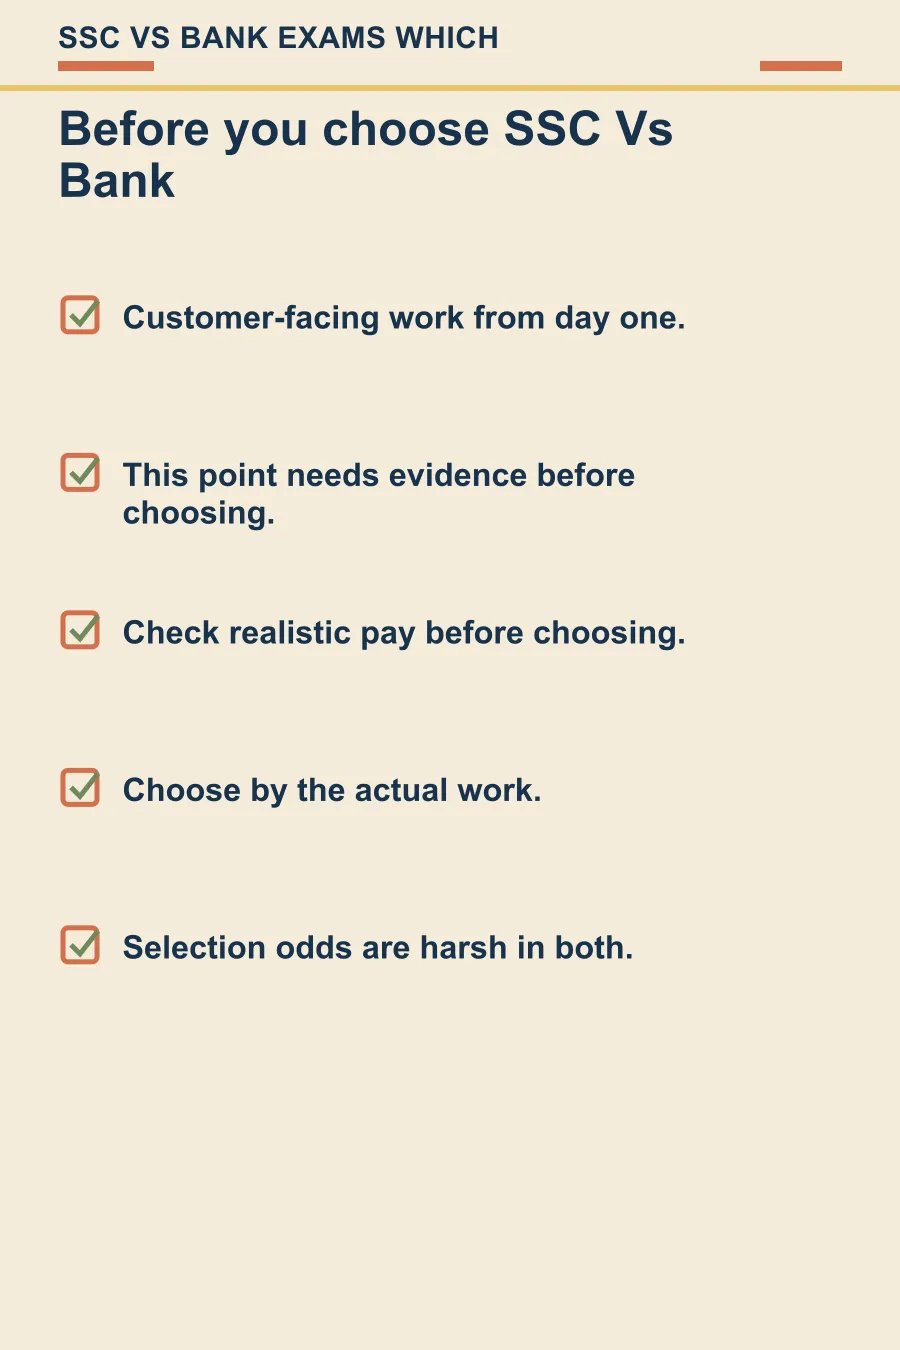 SSC VS BANK EXAMS WHICH
Before you choose SSC Vs
Bank
Customer-facing work from day one.
This point needs evidence before
choosing.
Check realistic pay before choosing.
Choose by the actual work.
Selection odds are harsh in both.